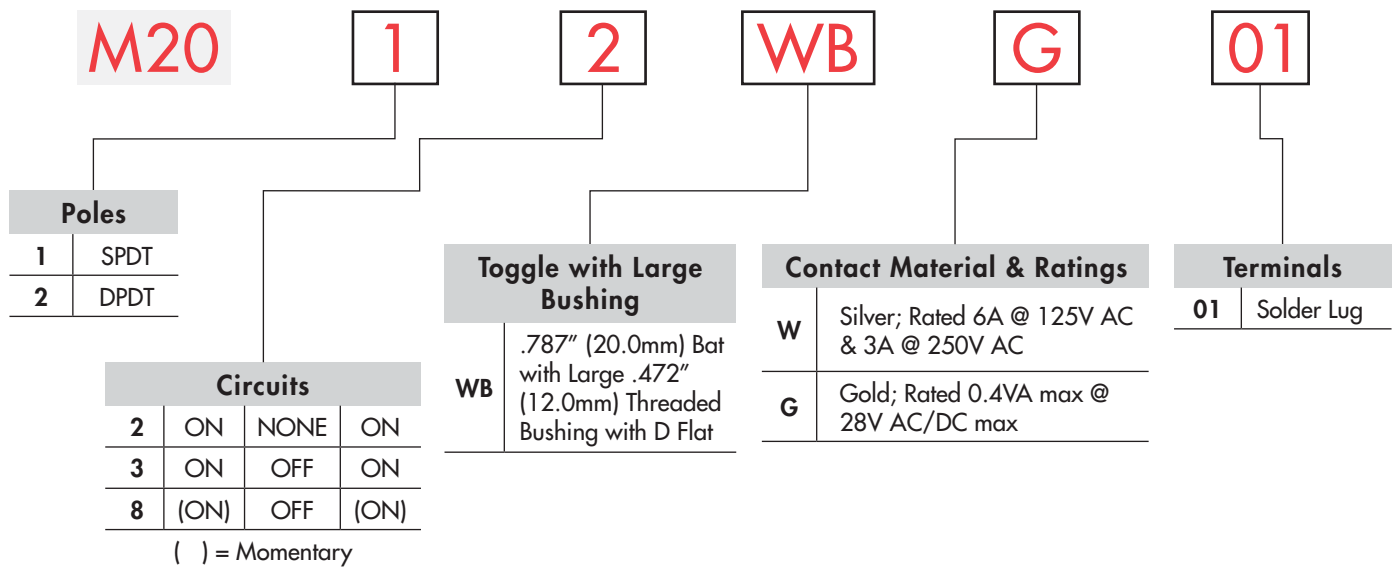 M20 1 2 WB G 01
Poles
1 SPDT
2 DPDT
Circuits
2 ON NONE ON
3 ON OFF ON
8 (ON) OFF (ON)
( ) = Momentary
Toggle with Large
Bushing
WB
.787" (20.0mm) Bat
with Large .472"
(12.0mm) Threaded
Bushing with D Flat
Contact Material & Ratings
W
Silver; Rated 6A @ 125V AC
& 3A @ 250V AC
G
Gold; Rated 0.4VA max @
28V AC/DC max
Terminals
01 Solder Lug